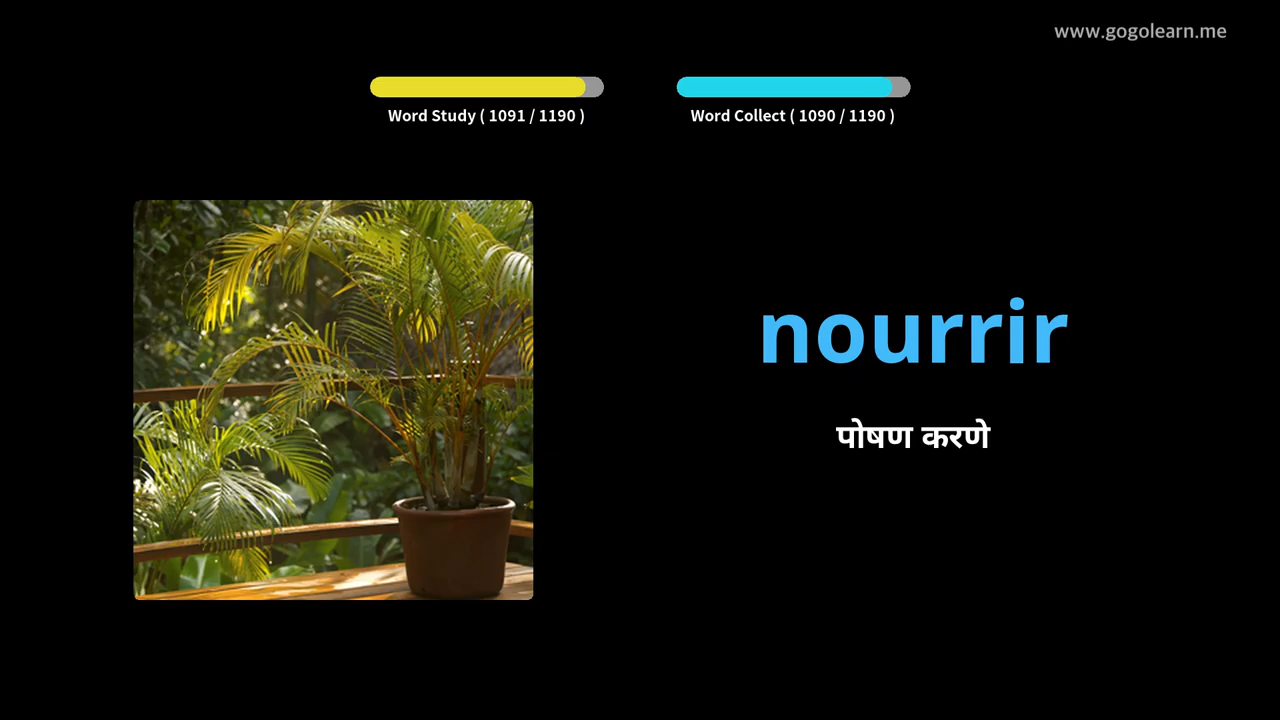 www.gogolearn.me
Word Study ( 1091 / 1190 )
Word Collect ( 1090 / 1190 )
nourrir
पोषण करणे